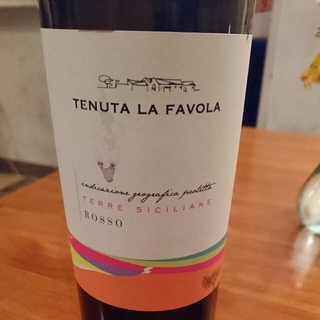 TENUTA LA FAVOLA
indicazione geografica protetta
TERRE SICILIANE
ROSSO